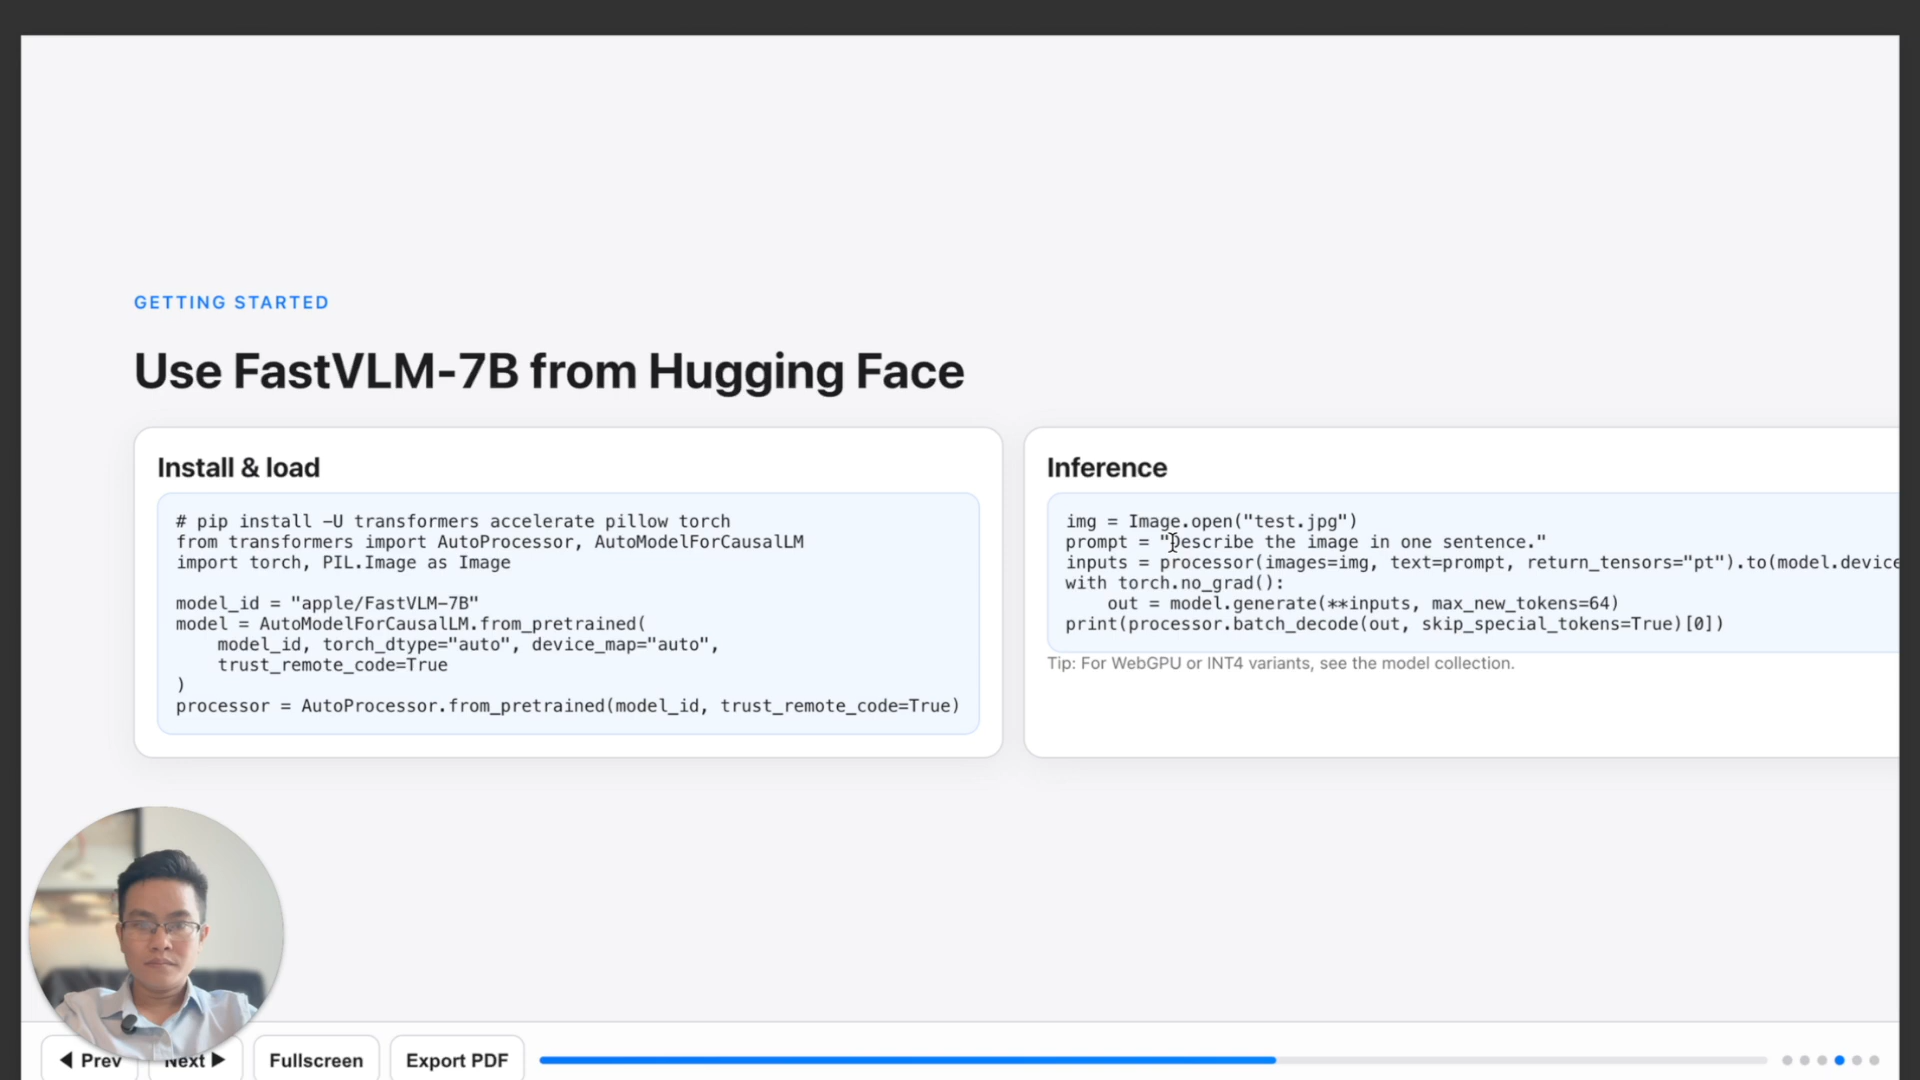 GETTING STARTED
Use FastVLM-7B from Hugging Face
Install & load
# pip install -U transformers accelerate pillow torch
from transformers import AutoProcessor, AutoModelForCausalLM
import torch, PIL.Image as Image
model_id = "apple/FastVLM-7B"
model = AutoModelForCausalLM.from_pretrained(
    model_id, torch_dtype="auto", device_map="auto",
    trust_remote_code=True
)
processor = AutoProcessor.from_pretrained(model_id, trust_remote_code=True)
Inference
img = Image.open("test.jpg")
prompt = "Describe the image in one sentence."
inputs = processor(images=img, text=prompt, return_tensors="pt").to(model.device
with torch.no_grad():
    out = model.generate(**inputs, max_new_tokens=64)
print(processor.batch_decode(out, skip_special_tokens=True)[0])
Tip: For WebGPU or INT4 variants, see the model collection.
◀ Prev
Next ▶
Fullscreen
Export PDF